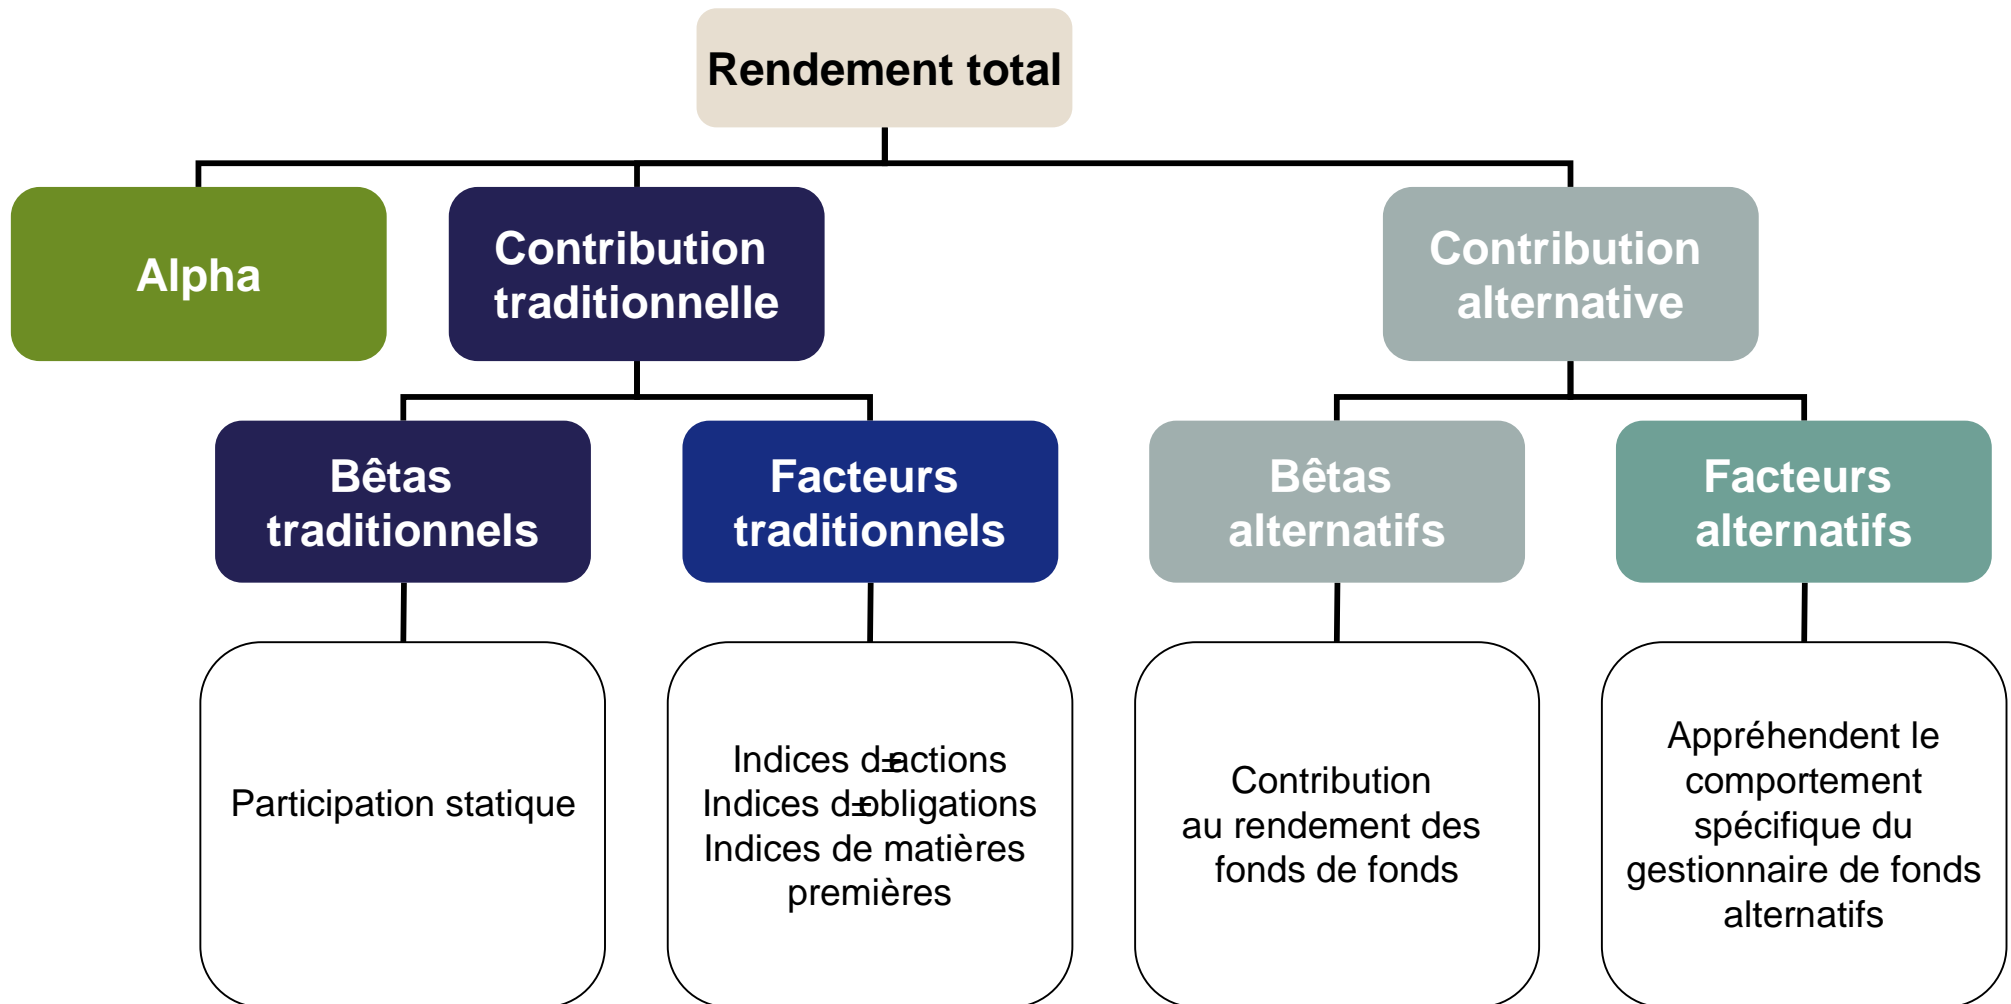 Rendement total
Alpha
Contribution
traditionnelle
Contribution
alternative
Bêtas
traditionnels
Facteurs
traditionnels
Bêtas
alternatifs
Facteurs
alternatifs
Participation statique
Indices d±actions
Indices d±obligations
Indices de matières
premières
Contribution
au rendement des
fonds de fonds
Appréhendent le
comportement
spécifique du
gestionnaire de fonds
alternatifs